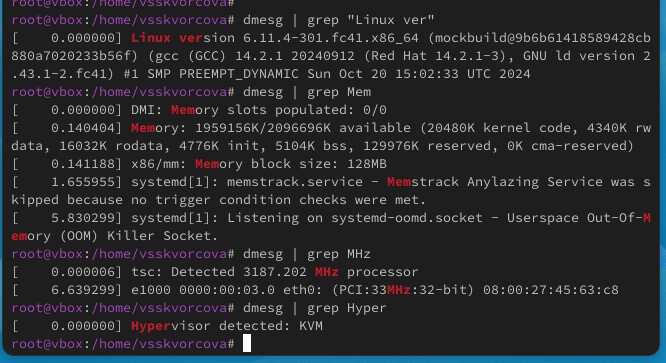 root@vbox:/home/vsskvorcova#
root@vbox:/home/vsskvorcova# dmesg | grep "Linux ver"
[    0.000000] Linux version 6.11.4-301.fc41.x86_64 (mockbuild@9b6b61418589428cb
880a7020233b56f) (gcc (GCC) 14.2.1 20240912 (Red Hat 14.2.1-3), GNU ld version 2
.43.1-2.fc41) #1 SMP PREEMPT_DYNAMIC Sun Oct 20 15:02:33 UTC 2024
root@vbox:/home/vsskvorcova# dmesg | grep Mem
[    0.000000] DMI: Memory slots populated: 0/0
[    0.140404] Memory: 1959156K/2096696K available (20480K kernel code, 4340K rw
data, 16032K rodata, 4776K init, 5104K bss, 129976K reserved, 0K cma-reserved)
[    0.141188] x86/mm: Memory block size: 128MB
[    1.655955] systemd[1]: memstrack.service - Memstrack Anylazing Service was s
kipped because no trigger condition checks were met.
[    5.830299] systemd[1]: Listening on systemd-oomd.socket - Userspace Out-Of-M
emory (OOM) Killer Socket.
root@vbox:/home/vsskvorcova# dmesg | grep MHz
[    0.000006] tsc: Detected 3187.202 MHz processor
[    6.639299] e1000 0000:00:03.0 eth0: (PCI:33MHz:32-bit) 08:00:27:45:63:c8
root@vbox:/home/vsskvorcova# dmesg | grep Hyper
[    0.000000] Hypervisor detected: KVM
root@vbox:/home/vsskvorcova#